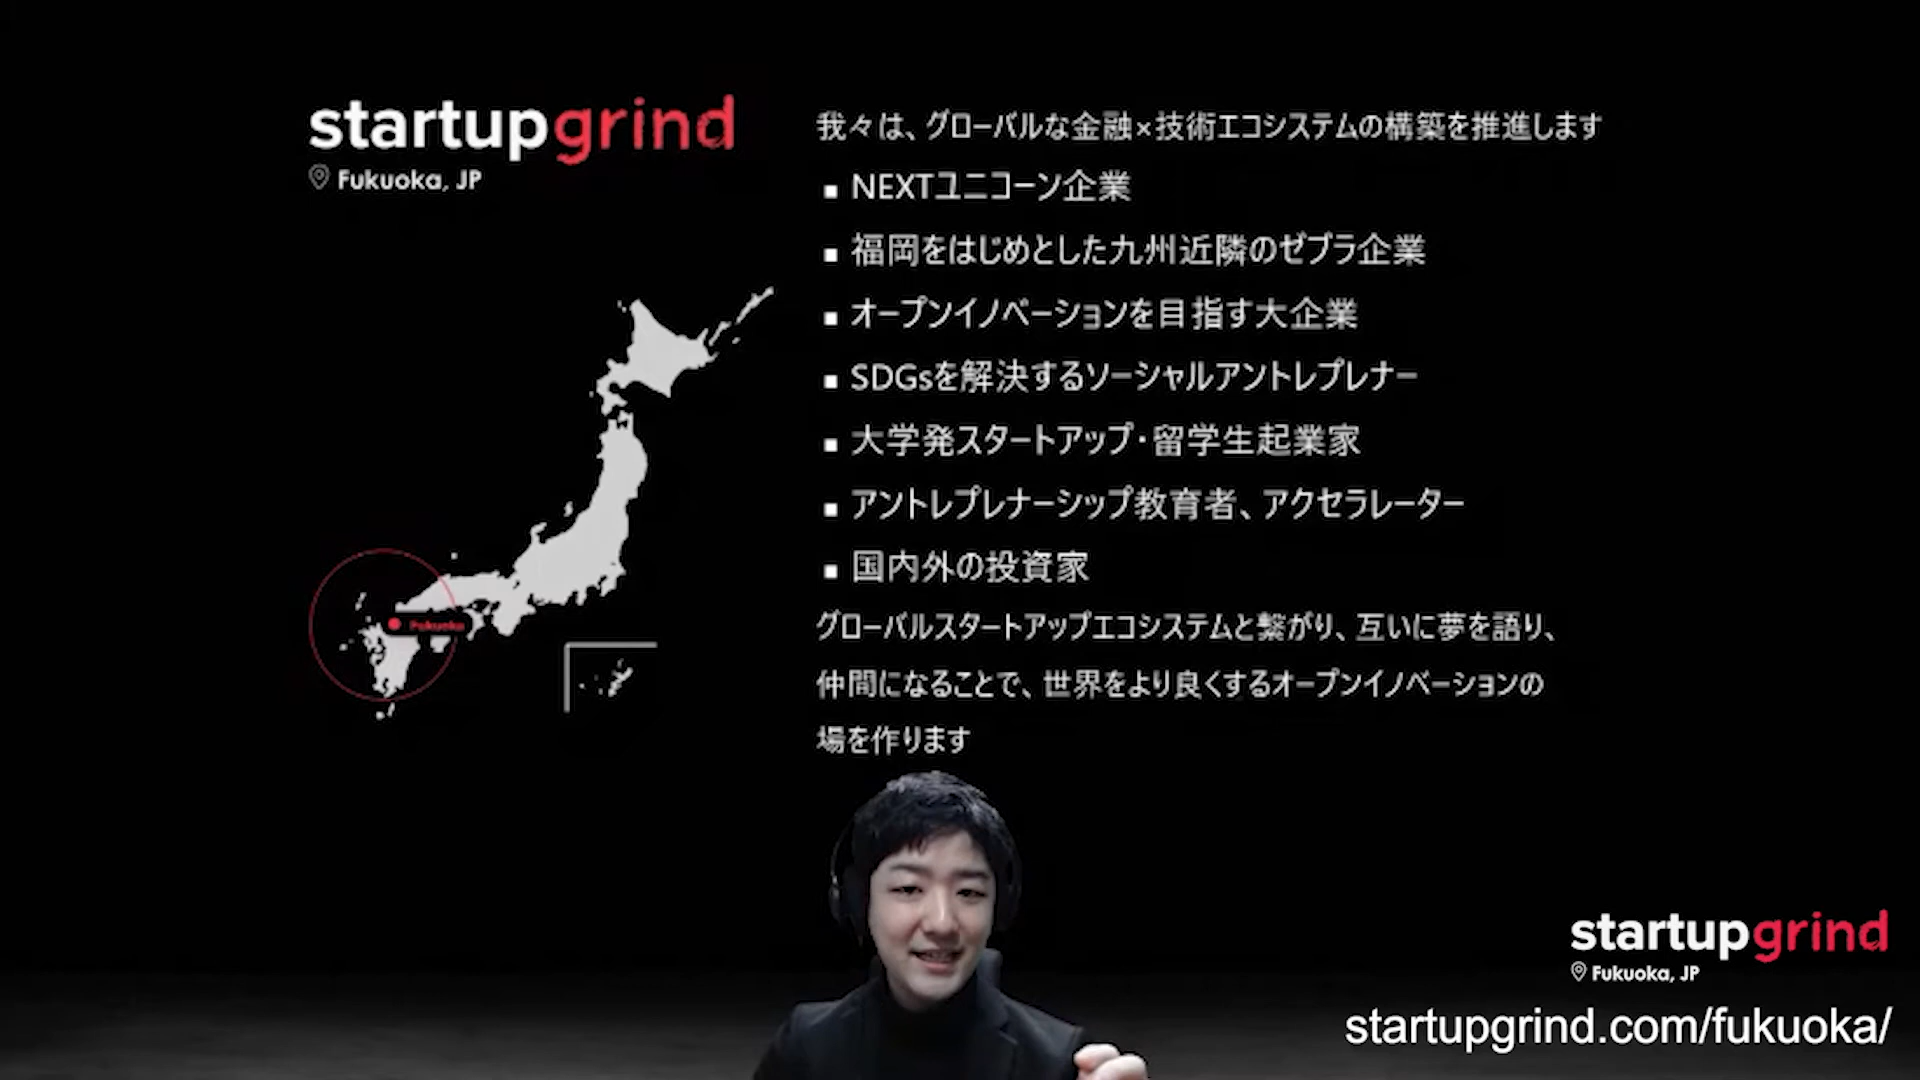 startupgrind
Fukuoka, JP
我々は、グローバルな金融×技術エコシステムの構築を推進します
▪ NEXTユニコーン企業
▪ 福岡をはじめとした九州近隣のゼブラ企業
▪ オープンイノベーションを目指す大企業
▪ SDGsを解決するソーシャルアントレプレナー
▪ 大学発スタートアップ・留学生起業家
▪ アントレプレナーシップ教育者、アクセラレーター
▪ 国内外の投資家
グローバルスタートアップエコシステムと繋がり、互いに夢を語り、
仲間になることで、世界をより良くするオープンイノベーションの
場を作ります
Fukuoka
startupgrind
Fukuoka, JP
startupgrind.com/fukuoka/